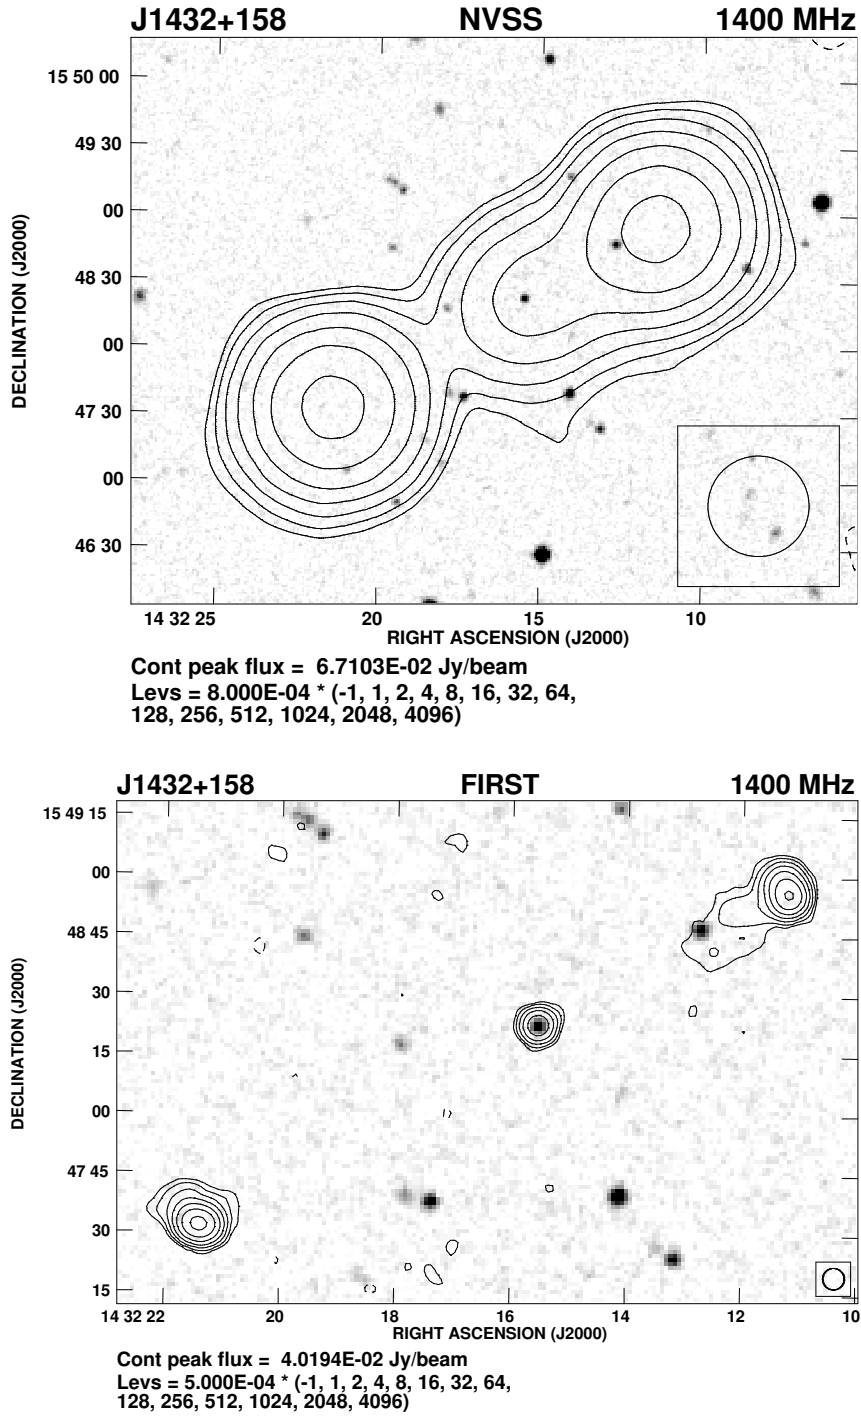 J1432+158 NVSS 1400 MHz
15 50 00
49 30
00
48 30
00
47 30
00
46 30
DECLINATION (J2000)
14 32 25 20 15 10
RIGHT ASCENSION (J2000)
Cont peak flux = 6.7103E-02 Jy/beam
Levs = 8.000E-04 * (-1, 1, 2, 4, 8, 16, 32, 64,
128, 256, 512, 1024, 2048, 4096)
J1432+158 FIRST 1400 MHz
15 49 15
00
48 45
30
15
00
47 45
30
15
DECLINATION (J2000)
14 32 22 20 18 16 14 12 10
RIGHT ASCENSION (J2000)
Cont peak flux = 4.0194E-02 Jy/beam
Levs = 5.000E-04 * (-1, 1, 2, 4, 8, 16, 32, 64,
128, 256, 512, 1024, 2048, 4096)